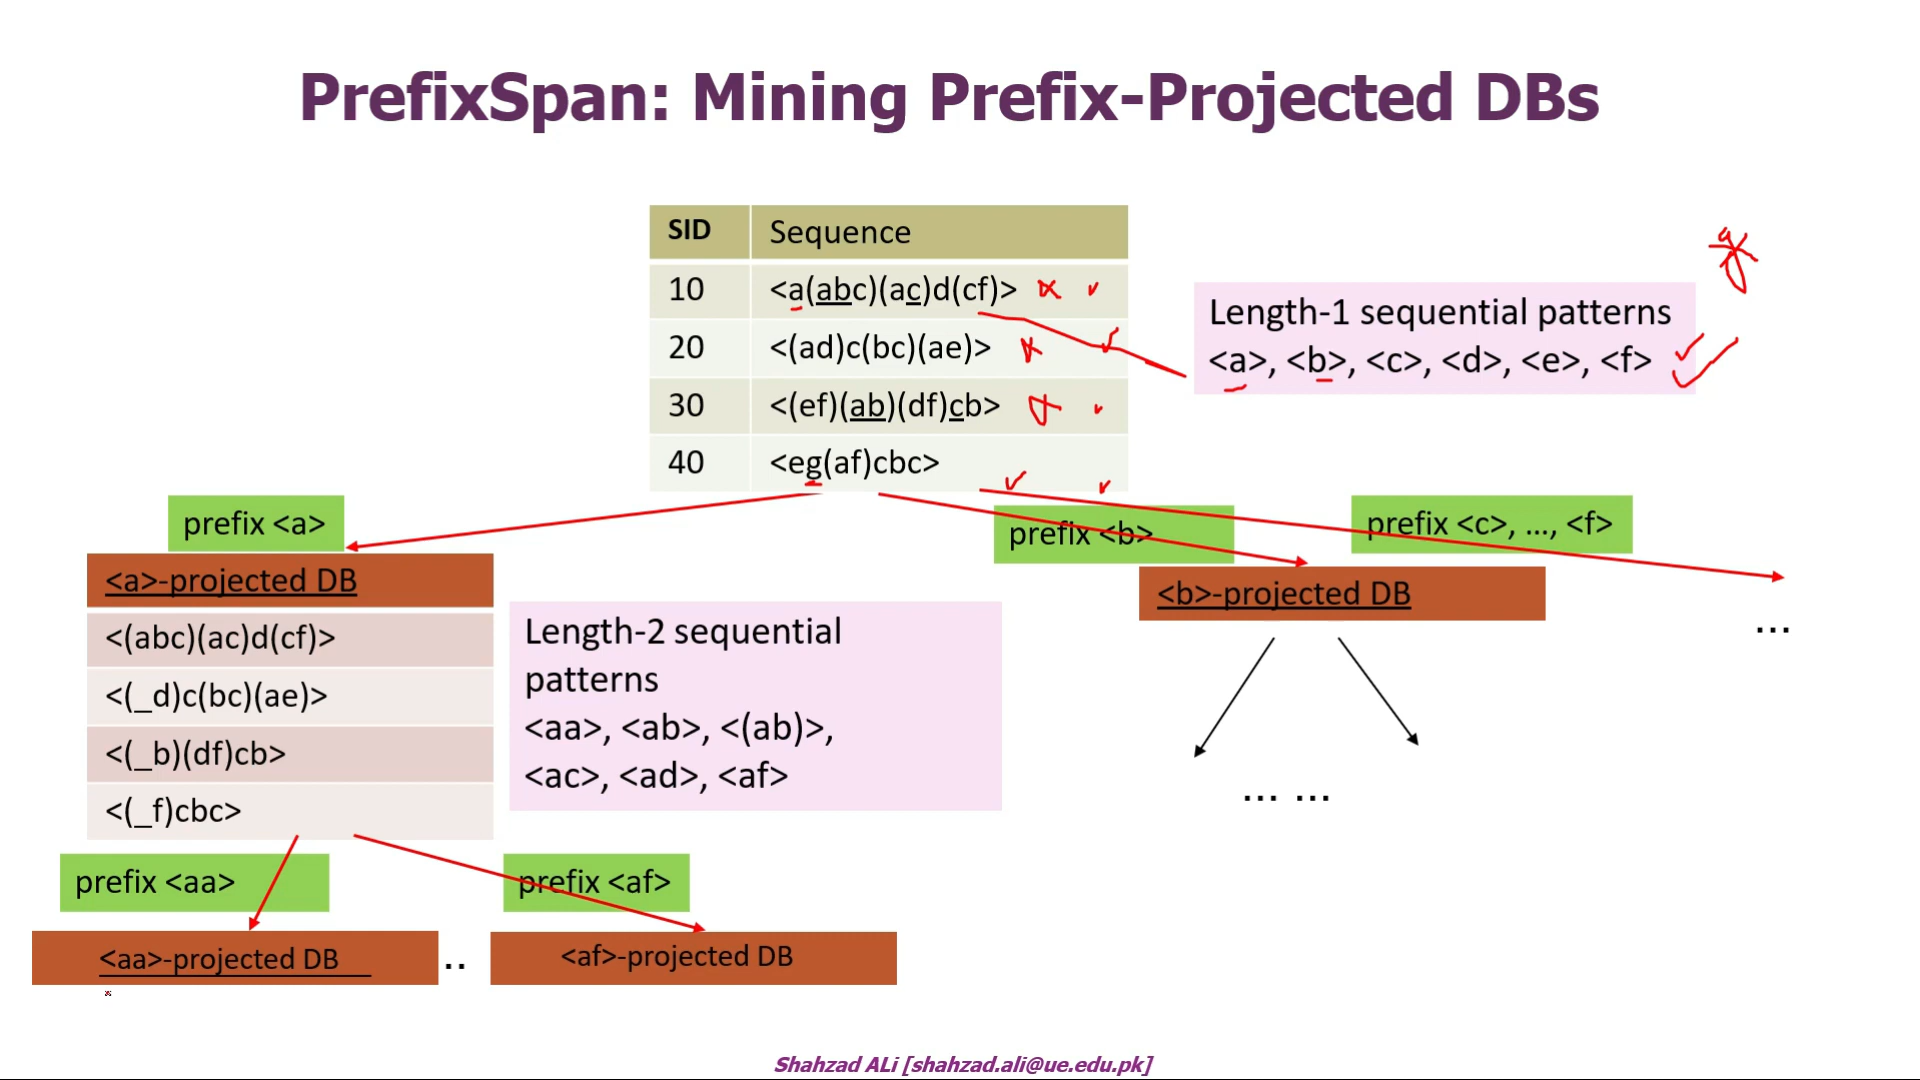 PrefixSpan: Mining Prefix-Projected DBs
SID Sequence
10 <a(abc)(ac)d(cf)>
20 <(ad)c(bc)(ae)>
30 <(ef)(ab)(df)cb>
40 <eg(af)cbc>
g
Length-1 sequential patterns
<a>, <b>, <c>, <d>, <e>, <f>
prefix <a>
prefix <b>
prefix <c>, ..., <f>
<a>-projected DB
<(abc)(ac)d(cf)>
<(_d)c(bc)(ae)>
<(_b)(df)cb>
<(_f)cbc>
Length-2 sequential
patterns
<aa>, <ab>, <(ab)>,
<ac>, <ad>, <af>
<b>-projected DB
...
... ...
prefix <aa>
prefix <af>
<aa>-projected DB
..
<af>-projected DB
Shahzad ALi [shahzad.ali@ue.edu.pk]